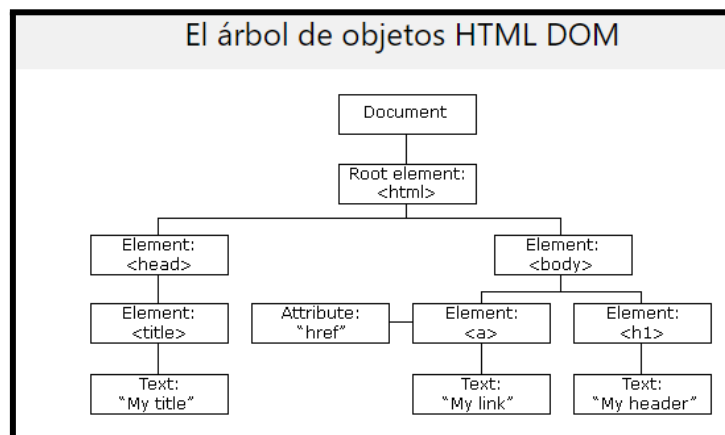 El árbol de objetos HTML DOM
Document
Root element:
<html>
Element:
<head>
Element:
<body>
Element:
<title>
Attribute:
“href”
Element:
<a>
Element:
<h1>
Text:
“My title”
Text:
“My link”
Text:
“My header”